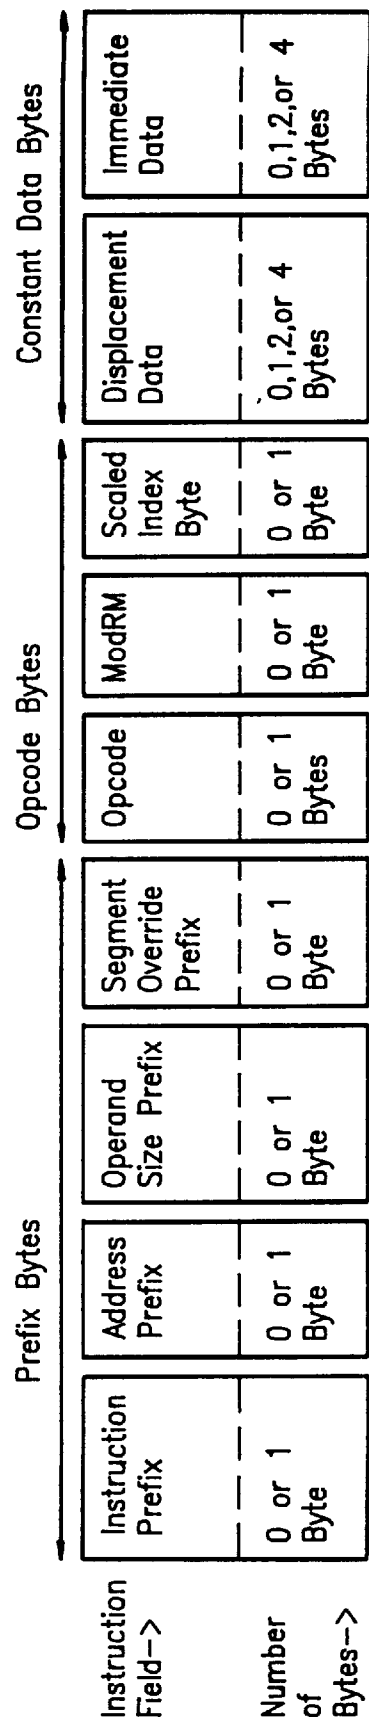 Prefix Bytes
Opcode Bytes
Constant Data Bytes
Instruction
Field-->
Instruction
Prefix
Address
Prefix
Operand
Size Prefix
Segment
Override
Prefix
Opcode
ModRM
Scaled
Index
Byte
Displacement
Data
Immediate
Data
Number
of
Bytes-->
0 or 1
Byte
0 or 1
Byte
0 or 1
Byte
0 or 1
Byte
0 or 1
Bytes
0 or 1
Byte
0 or 1
Byte
0,1,2,or 4
Bytes
0,1,2,or 4
Bytes